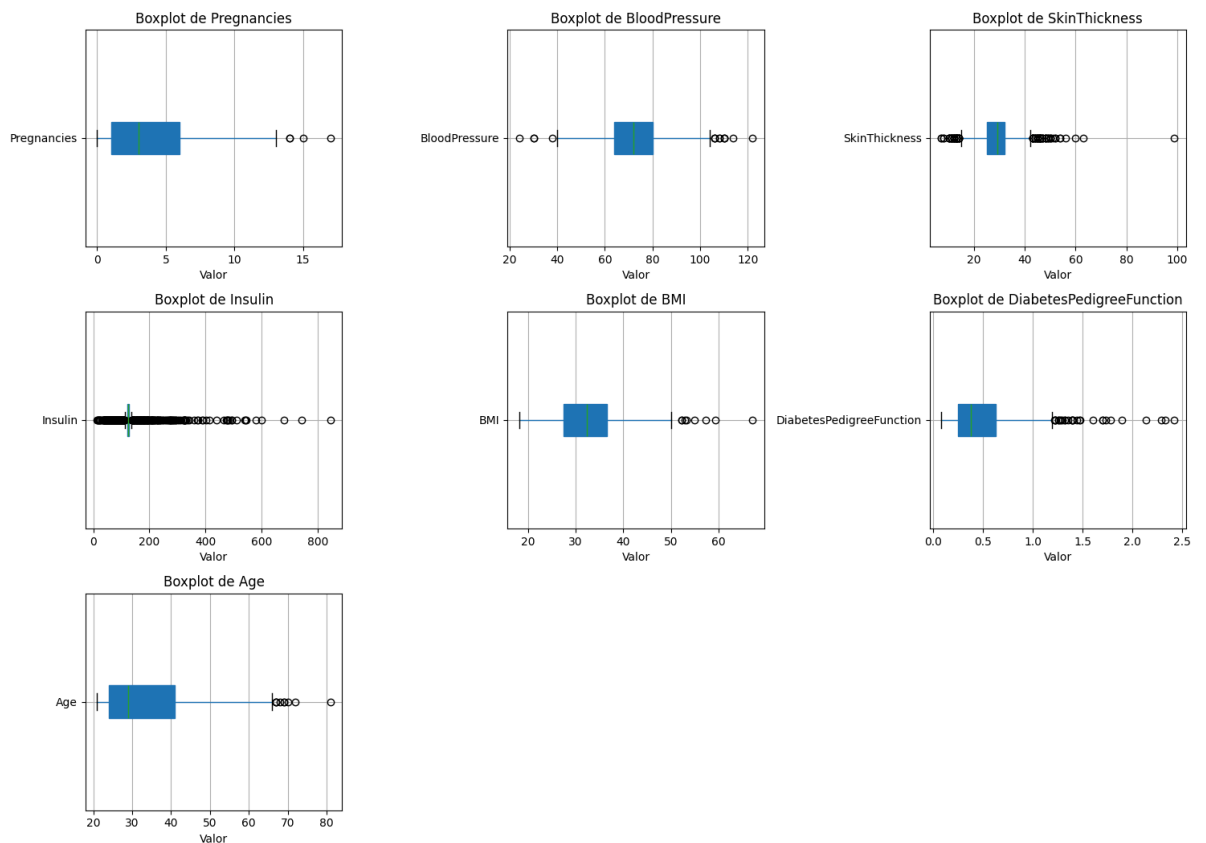 Boxplot de Pregnancies
Pregnancies
0 5 10 15
Valor
Boxplot de BloodPressure
BloodPressure
20 40 60 80 100 120
Valor
Boxplot de SkinThickness
SkinThickness
20 40 60 80 100
Valor
Boxplot de Insulin
Insulin
0 200 400 600 800
Valor
Boxplot de BMI
BMI
20 30 40 50 60
Valor
Boxplot de DiabetesPedigreeFunction
DiabetesPedigreeFunction
0.0 0.5 1.0 1.5 2.0 2.5
Valor
Boxplot de Age
Age
20 30 40 50 60 70 80
Valor